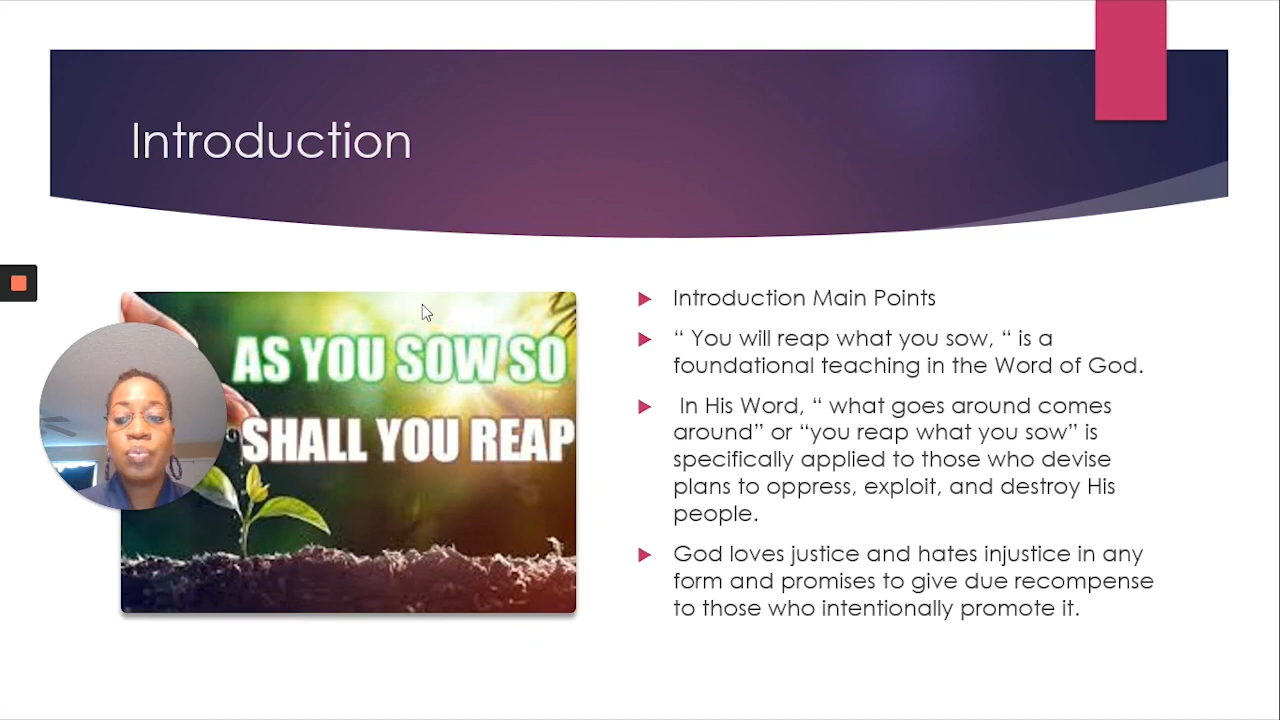 Introduction
AS YOU SOW SO
SHALL YOU REAP
Introduction Main Points
“ You will reap what you sow, “ is a
foundational teaching in the Word of God.
In His Word, “ what goes around comes
around” or “you reap what you sow” is
specifically applied to those who devise
plans to oppress, exploit, and destroy His
people.
God loves justice and hates injustice in any
form and promises to give due recompense
to those who intentionally promote it.